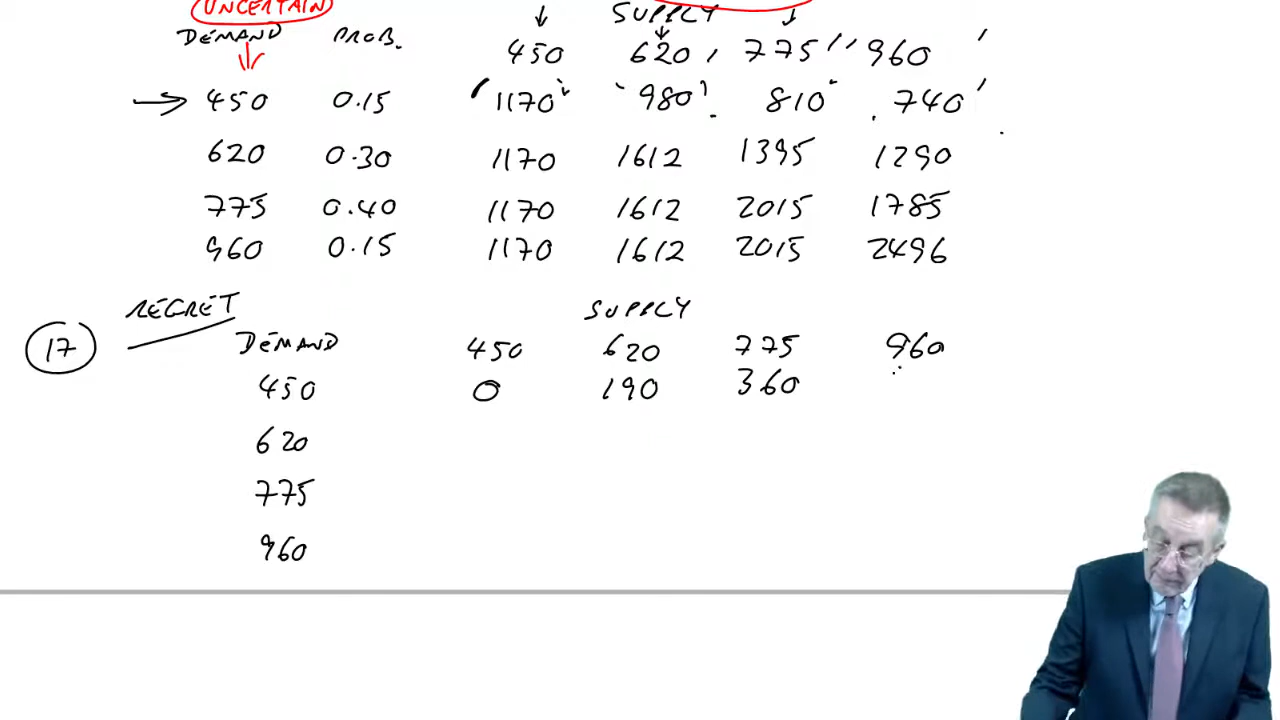 UNCERTAIN
DEMAND PROB. SUPPLY
450 620 775 960
450 0.15 1170 980 810 740
620 0.30 1170 1612 1395 1290
775 0.40 1170 1612 2015 1785
960 0.15 1170 1612 2015 2496
REGRET SUPPLY
17 DEMAND 450 620 775 960
450 0 190 360
620
775
960